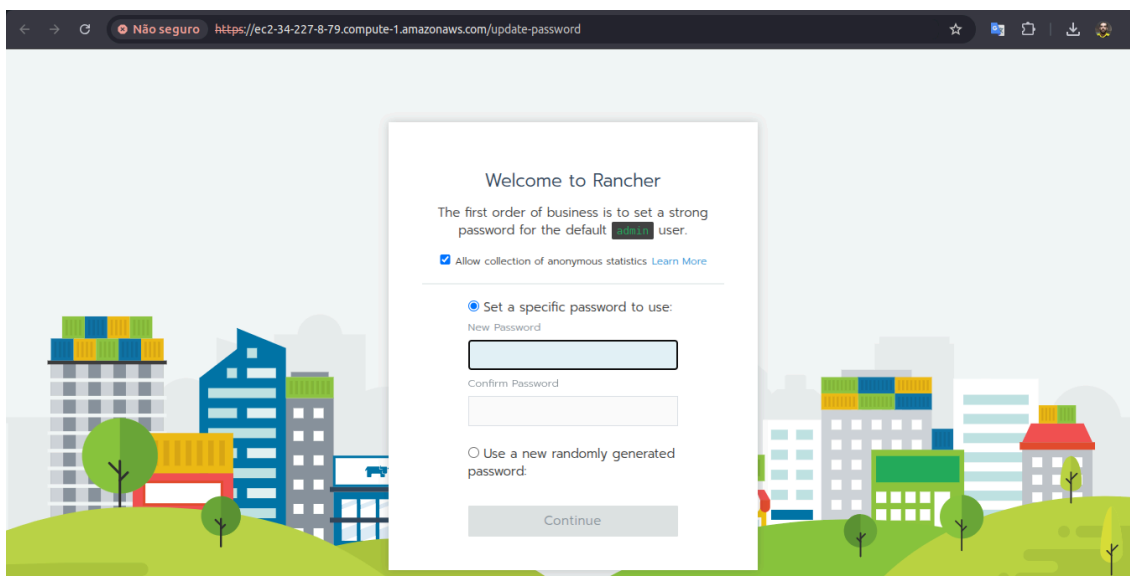 Não seguro https://ec2-34-227-8-79.compute-1.amazonaws.com/update-password
Welcome to Rancher
The first order of business is to set a strong
password for the default admin user.
Allow collection of anonymous statistics Learn More
Set a specific password to use:
New Password
Confirm Password
Use a new randomly generated
password:
Continue